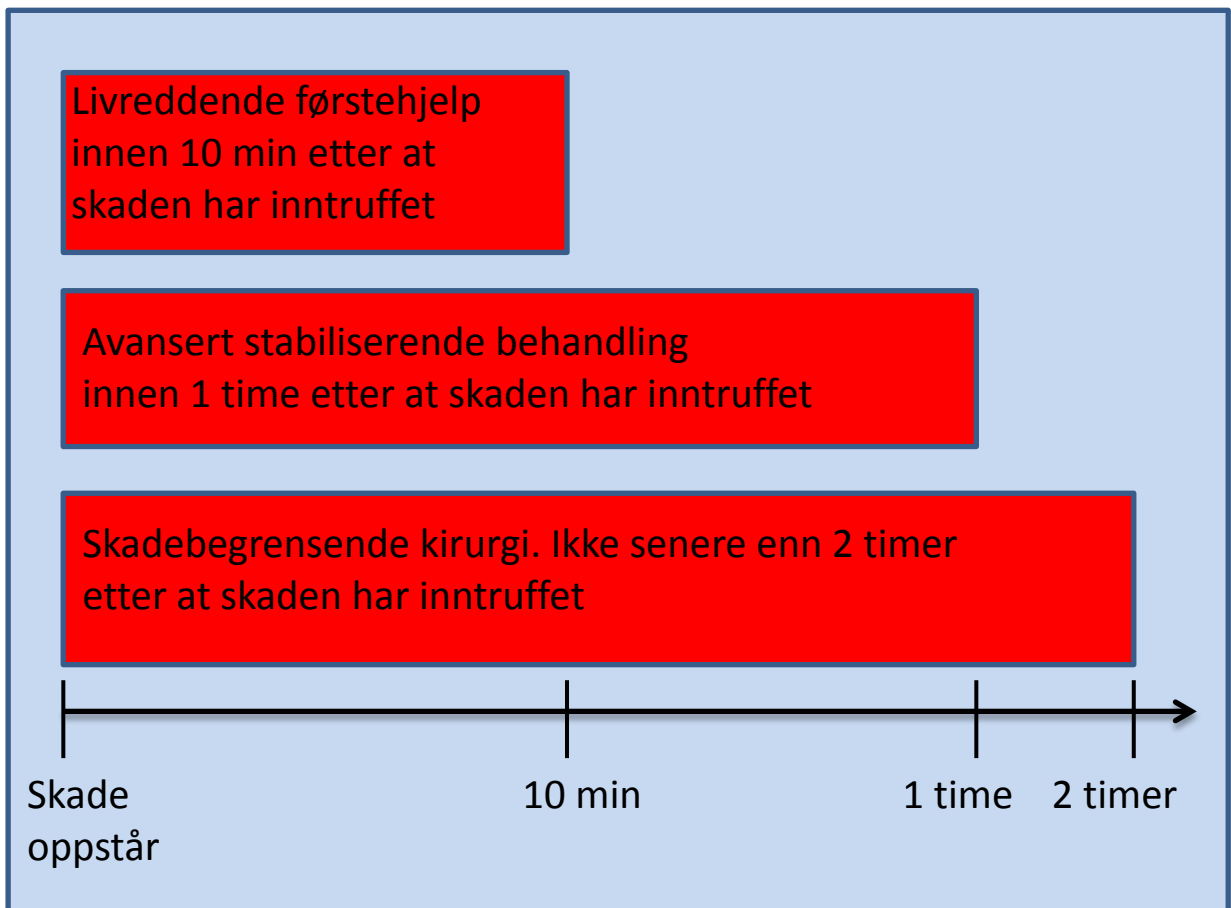 Livreddende førstehjelp
innen 10 min etter at
skaden har inntruffet
Avansert stabiliserende behandling
innen 1 time etter at skaden har inntruffet
Skadebegrensende kirurgi. Ikke senere enn 2 timer
etter at skaden har inntruffet
Skade
oppstår
10 min
1 time
2 timer